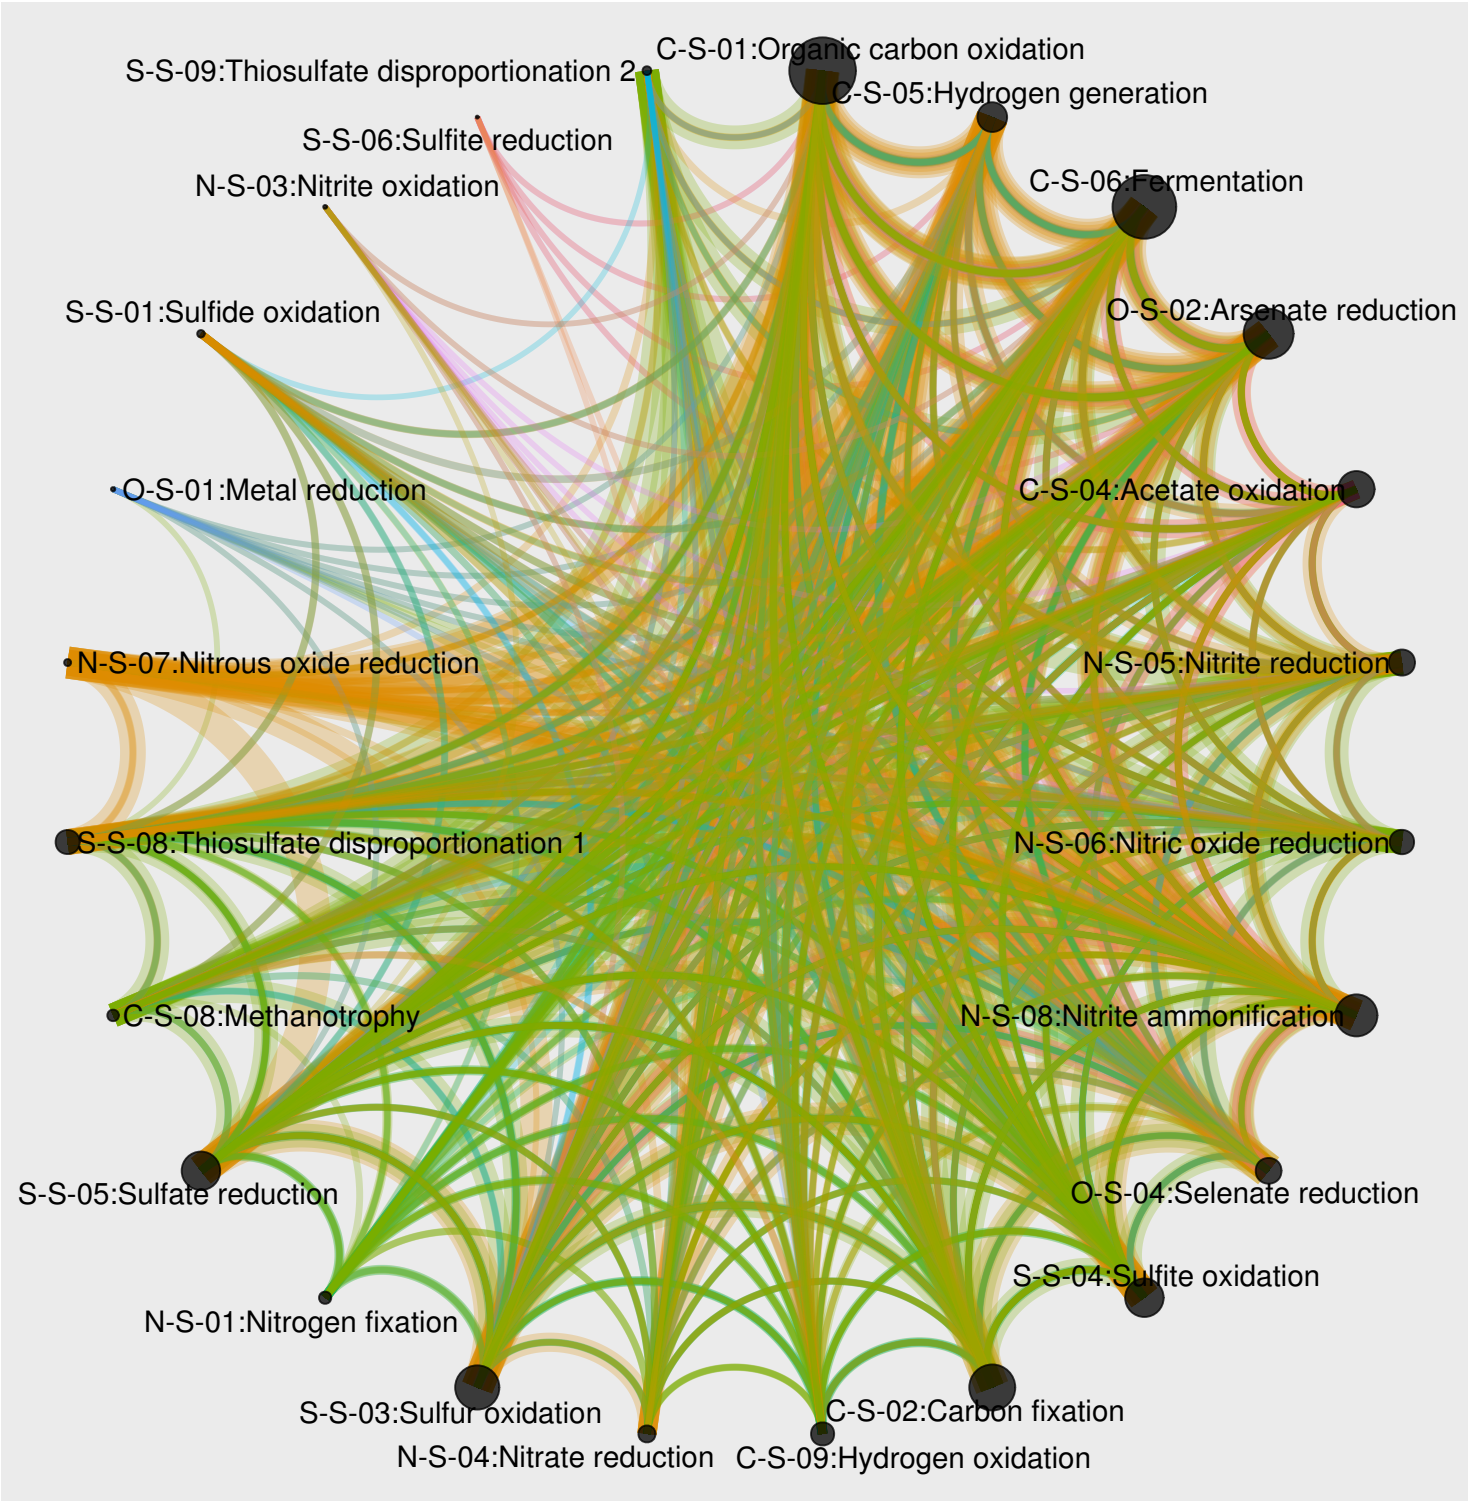 C-S-01:Organic carbon oxidation
S-S-09:Thiosulfate disproportionation 2
C-S-05:Hydrogen generation
S-S-06:Sulfite reduction
C-S-06:Fermentation
N-S-03:Nitrite oxidation
O-S-02:Arsenate reduction
S-S-01:Sulfide oxidation
O-S-01:Metal reduction
C-S-04:Acetate oxidation
N-S-07:Nitrous oxide reduction
N-S-05:Nitrite reduction
S-S-08:Thiosulfate disproportionation 1
N-S-06:Nitric oxide reduction
C-S-08:Methanotrophy
N-S-08:Nitrite ammonification
S-S-05:Sulfate reduction
O-S-04:Selenate reduction
S-S-04:Sulfite oxidation
N-S-01:Nitrogen fixation
S-S-03:Sulfur oxidation
C-S-02:Carbon fixation
N-S-04:Nitrate reduction
C-S-09:Hydrogen oxidation